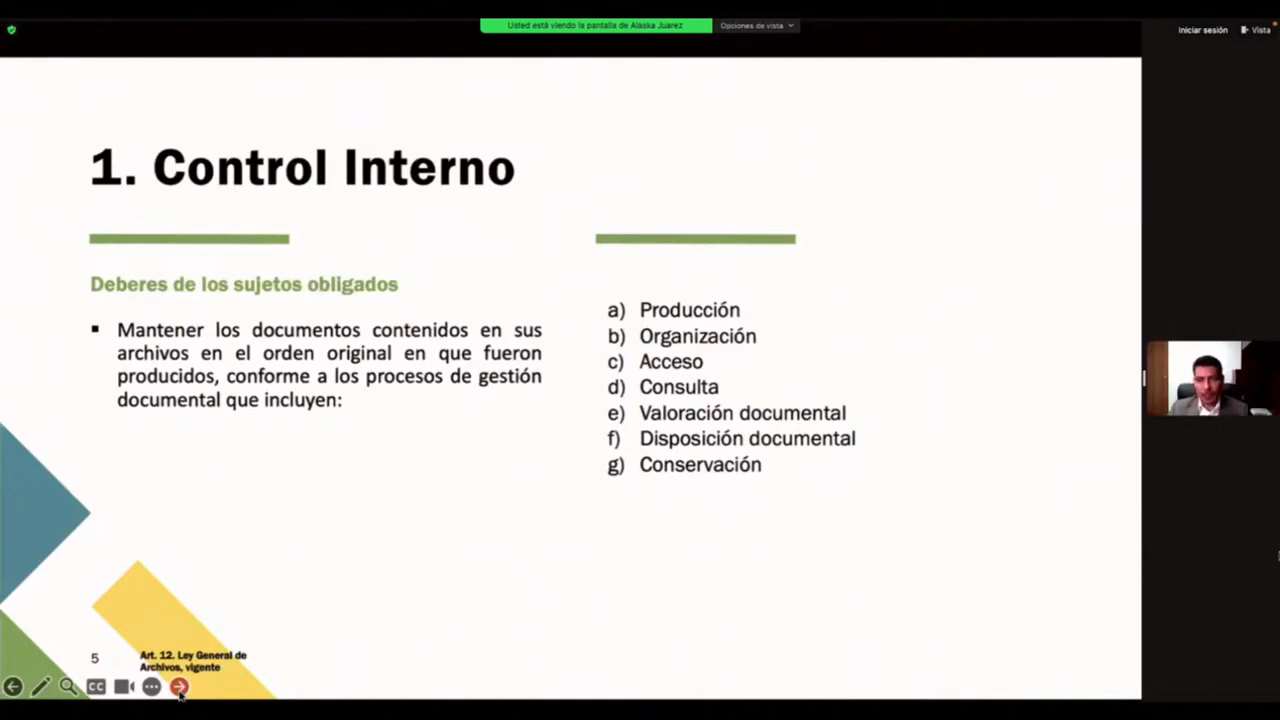 Usted está viendo la pantalla de Alaska Juarez
Opciones de vista
Iniciar sesión
Vista
1. Control Interno
Deberes de los sujetos obligados
▪ Mantener los documentos contenidos en sus
archivos en el orden original en que fueron
producidos, conforme a los procesos de gestión
documental que incluyen:
a) Producción
b) Organización
c) Acceso
d) Consulta
e) Valoración documental
f) Disposición documental
g) Conservación
5
Art. 12. Ley General de
Archivos, vigente
CC